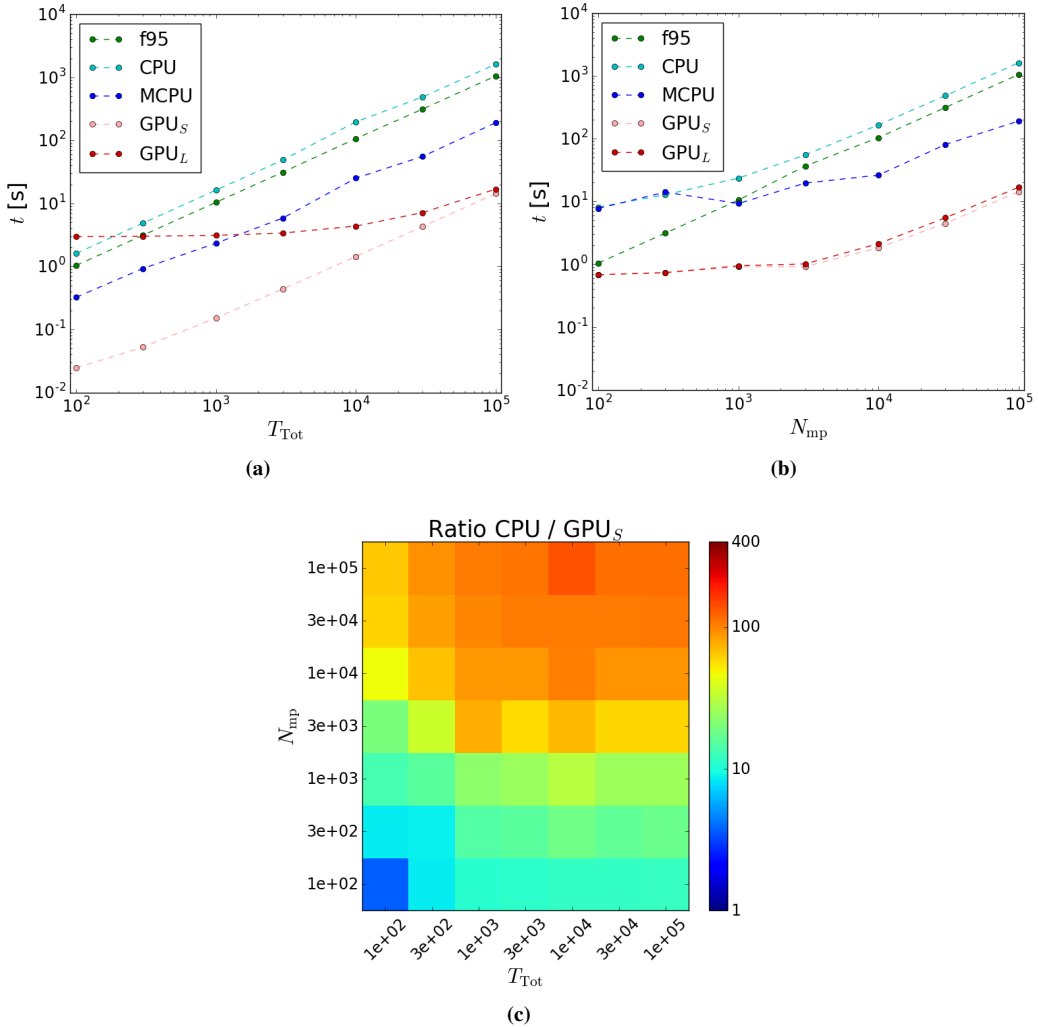 10^4
10^3
10^2
10^1
10^0
10^-1
10^-2
t [s]
f95
CPU
MCPU
GPU_S
GPU_L
10^2 10^3 10^4 10^5
T_Tot
(a)
10^4
10^3
10^2
10^1
10^0
10^-1
10^-2
t [s]
f95
CPU
MCPU
GPU_S
GPU_L
10^2 10^3 10^4 10^5
N_mp
(b)
Ratio CPU / GPU_S
1e+05
3e+04
1e+04
3e+03
1e+03
3e+02
1e+02
N_mp
1e+02 3e+02 1e+03 3e+03 1e+04 3e+04 1e+05
T_Tot
400
100
10
1
(c)